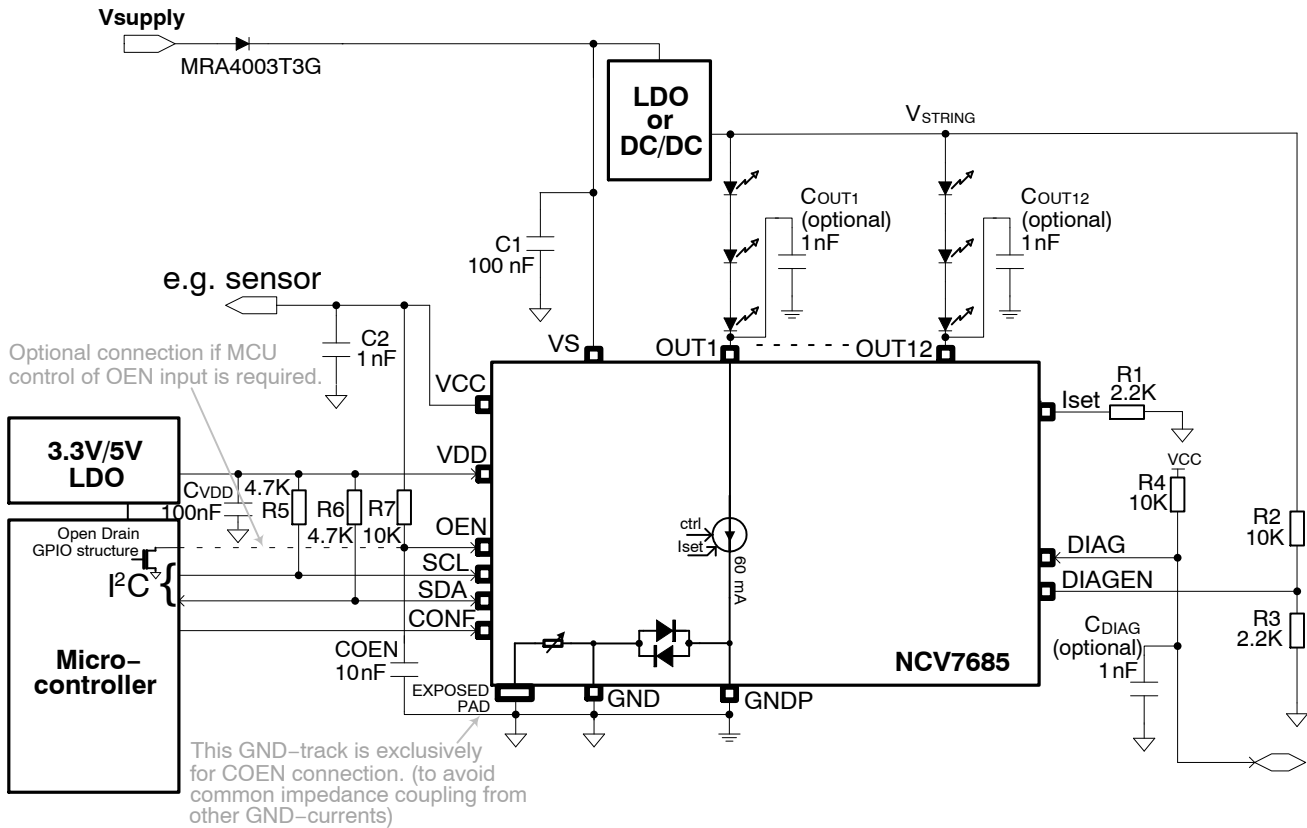 Vsupply
MRA4003T3G
LDO
or
DC/DC
VSTRING
COUT1
(optional)
1nF
COUT12
(optional)
1nF
C1
100 nF
e.g. sensor
C2
1nF
Optional connection if MCU
control of OEN input is required.
VS
OUT1
OUT12
VCC
Iset
R1
2.2K
3.3V/5V
LDO
VDD
VCC
R4
10K
CVDD
100nF
4.7K
R5
R6
4.7K
R7
10K
R2
10K
Open Drain
GPIO structure
OEN
ctrl
Iset
60 mA
DIAG
I²C {
SCL
SDA
DIAGEN
CONF
R3
2.2K
CDIAG
(optional)
1nF
Micro–
controller
COEN
10nF
NCV7685
EXPOSED
PAD
GND
GNDP
This GND–track is exclusively
for COEN connection. (to avoid
common impedance coupling from
other GND–currents)